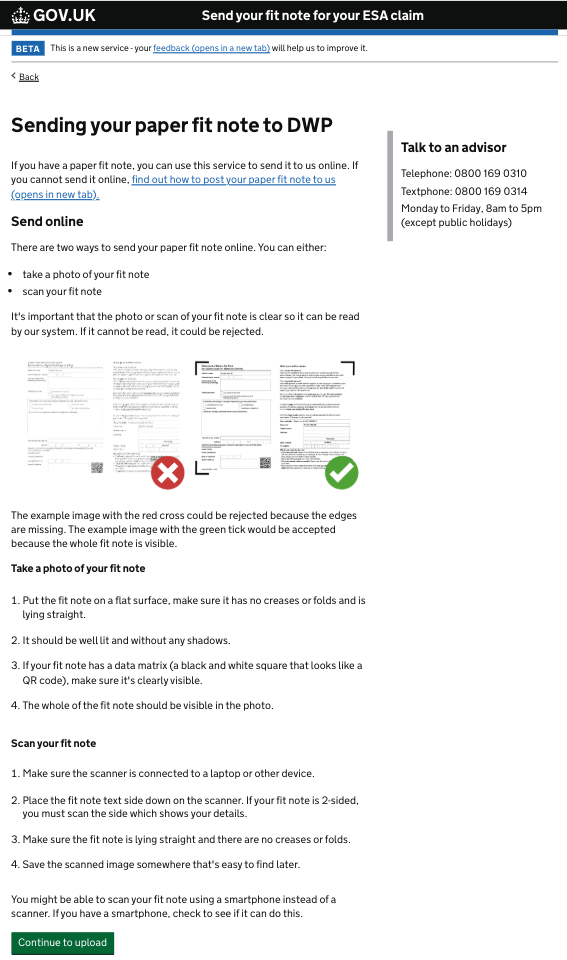 GOV.UK
Send your fit note for your ESA claim
BETA
This is a new service - your feedback (opens in a new tab) will help us to improve it.
Back
Sending your paper fit note to DWP
If you have a paper fit note, you can use this service to send it to us online. If
you cannot send it online, find out how to post your paper fit note to us
(opens in new tab).
Send online
There are two ways to send your paper fit note online. You can either:
• take a photo of your fit note
• scan your fit note
It's important that the photo or scan of your fit note is clear so it can be read
by our system. If it cannot be read, it could be rejected.
The example image with the red cross could be rejected because the edges
are missing. The example image with the green tick would be accepted
because the whole fit note is visible.
Take a photo of your fit note
1. Put the fit note on a flat surface, make sure it has no creases or folds and is
lying straight.
2. It should be well lit and without any shadows.
3. If your fit note has a data matrix (a black and white square that looks like a
QR code), make sure it's clearly visible.
4. The whole of the fit note should be visible in the photo.
Scan your fit note
1. Make sure the scanner is connected to a laptop or other device.
2. Place the fit note text side down on the scanner. If your fit note is 2-sided,
you must scan the side which shows your details.
3. Make sure the fit note is lying straight and there are no creases or folds.
4. Save the scanned image somewhere that's easy to find later.
You might be able to scan your fit note using a smartphone instead of a
scanner. If you have a smartphone, check to see if it can do this.
Continue to upload
Talk to an advisor
Telephone: 0800 169 0310
Textphone: 0800 169 0314
Monday to Friday, 8am to 5pm
(except public holidays)